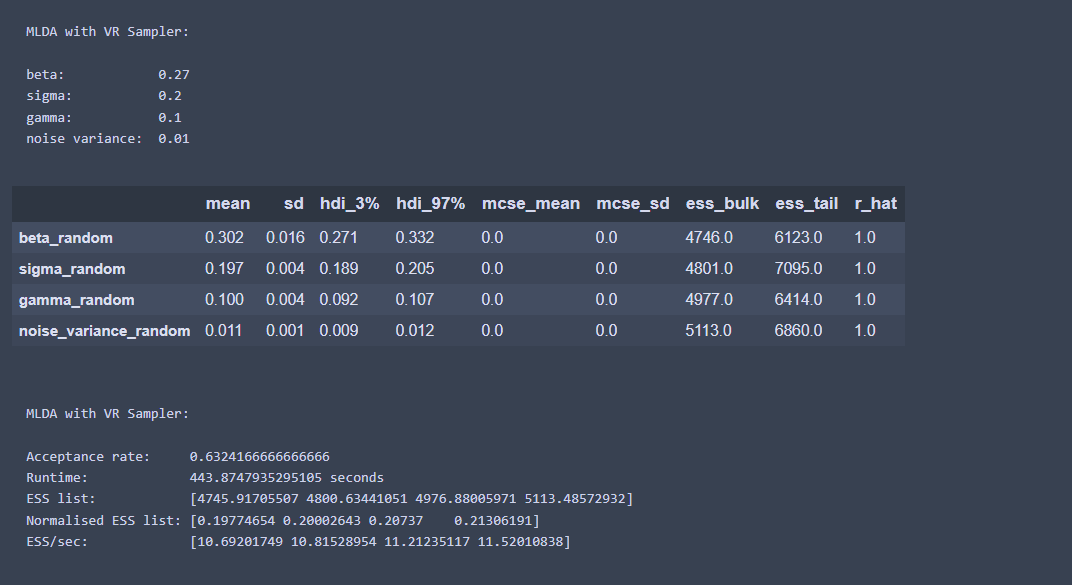 MLDA with VR Sampler:
beta: 0.27
sigma: 0.2
gamma: 0.1
noise variance: 0.01
mean sd hdi_3% hdi_97% mcse_mean mcse_sd ess_bulk ess_tail r_hat
beta_random 0.302 0.016 0.271 0.332 0.0 0.0 4746.0 6123.0 1.0
sigma_random 0.197 0.004 0.189 0.205 0.0 0.0 4801.0 7095.0 1.0
gamma_random 0.100 0.004 0.092 0.107 0.0 0.0 4977.0 6414.0 1.0
noise_variance_random 0.011 0.001 0.009 0.012 0.0 0.0 5113.0 6860.0 1.0
MLDA with VR Sampler:
Acceptance rate: 0.6324166666666666
Runtime: 443.8747935295105 seconds
ESS list: [4745.91705507 4800.63441051 4976.88005971 5113.48572932]
Normalised ESS list: [0.19774654 0.20002643 0.20737 0.21306191]
ESS/sec: [10.69201749 10.81528954 11.21235117 11.52010838]